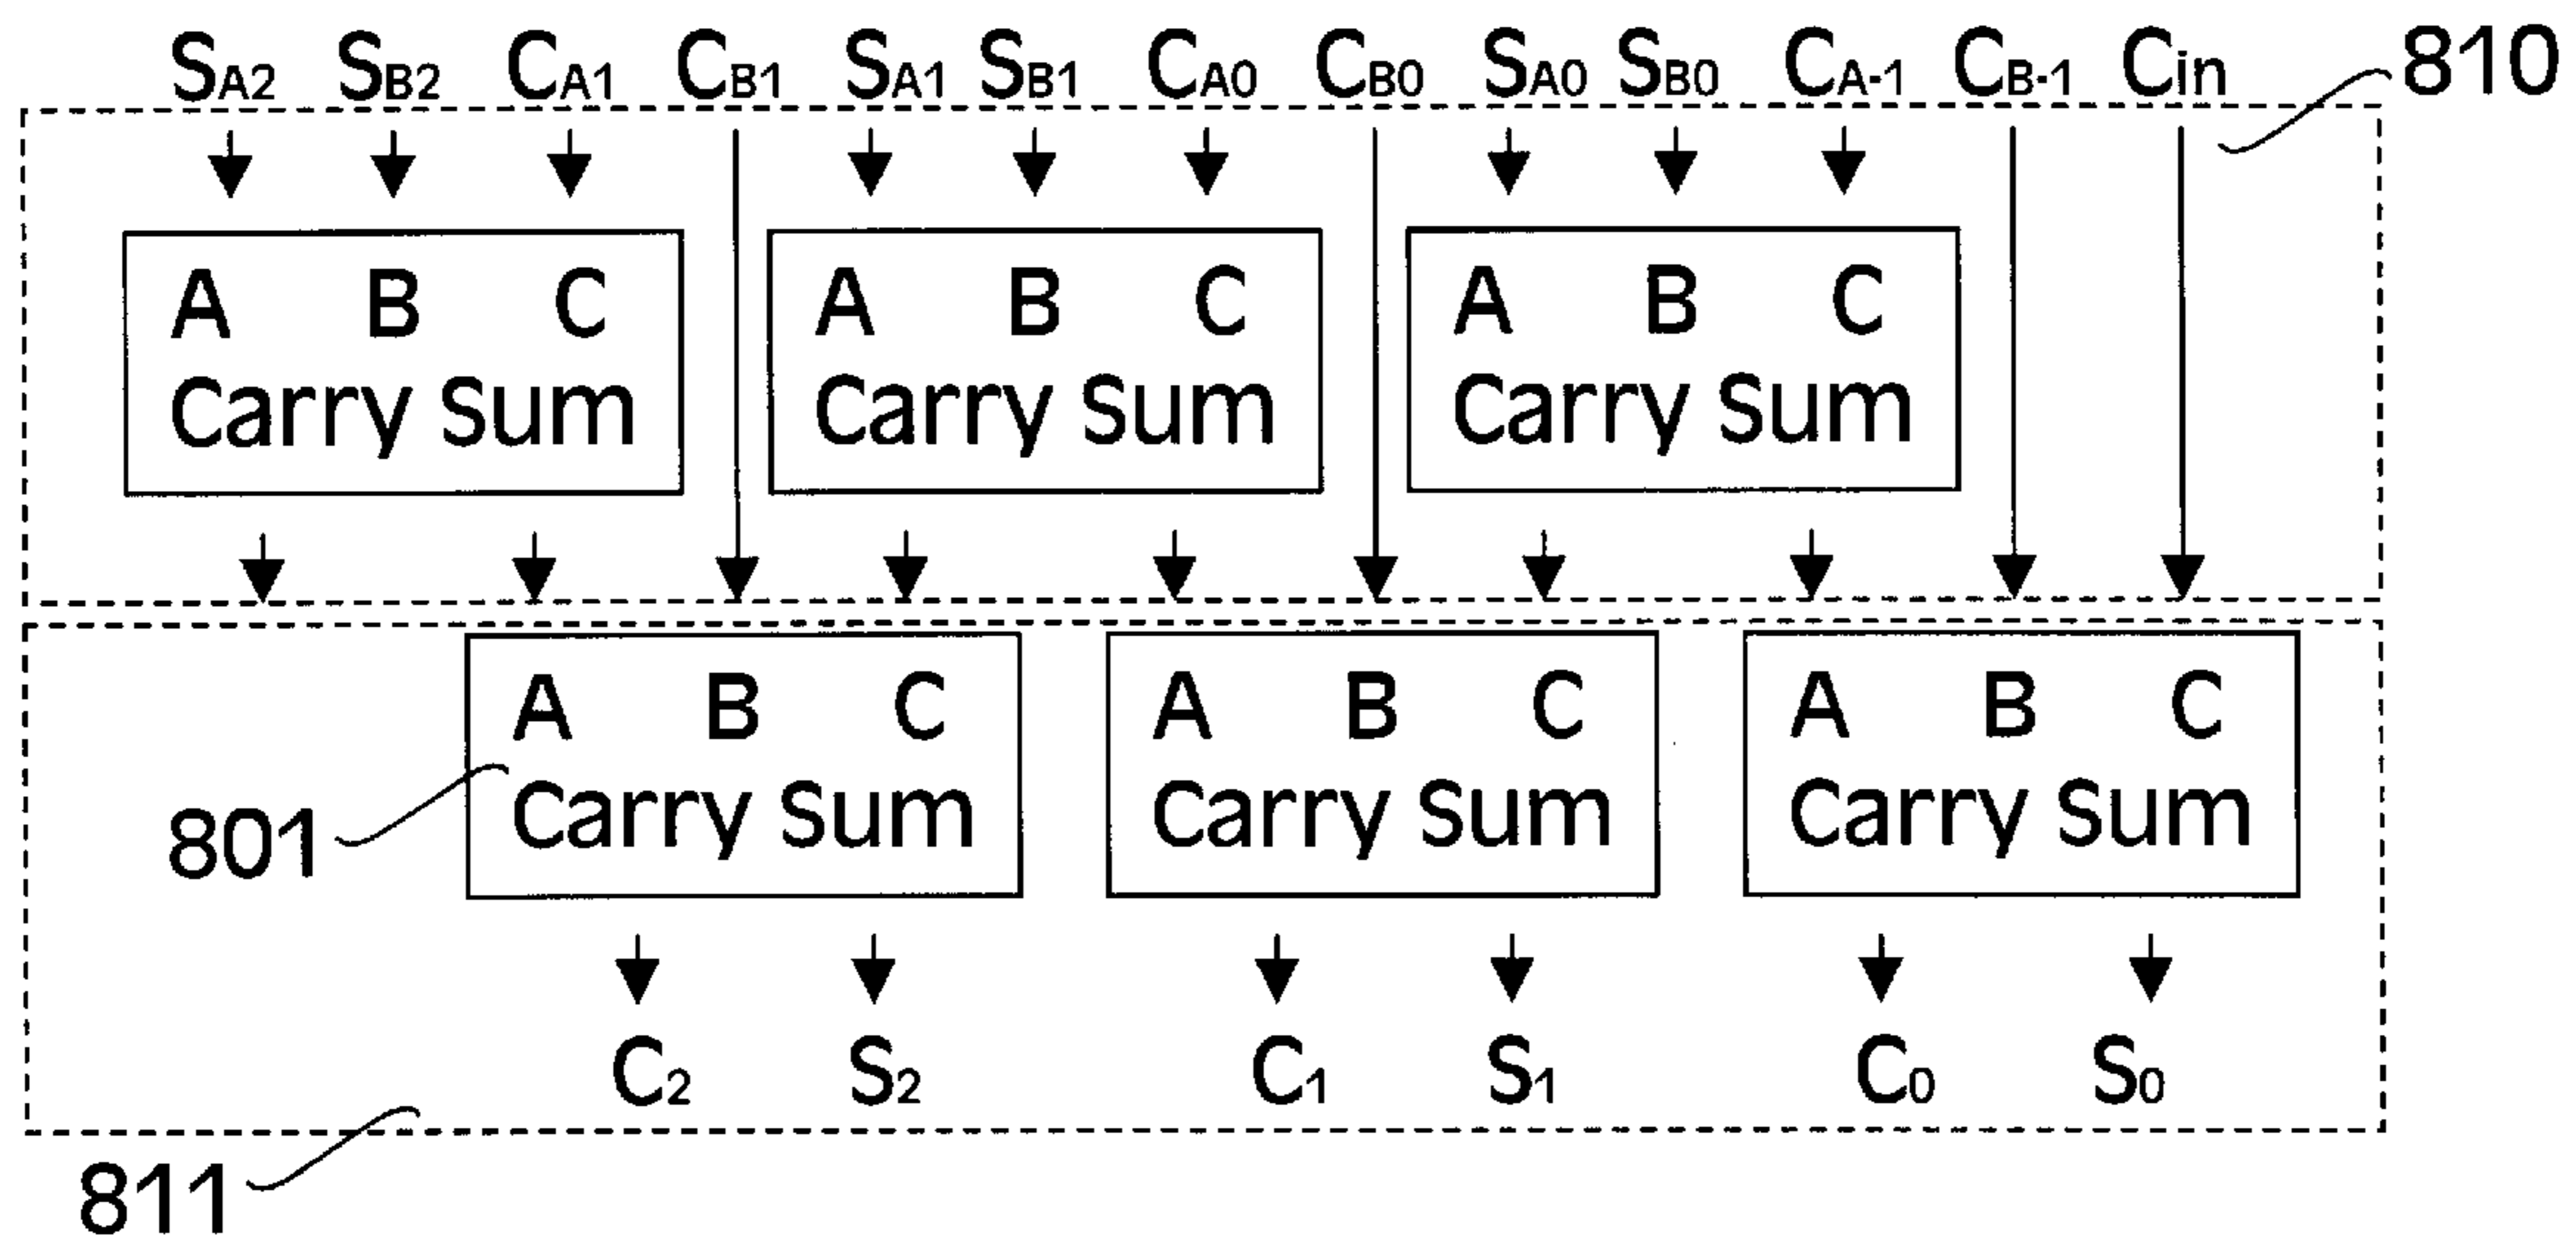 SA2 SB2 CA1 CB1 SA1 SB1 CA0 CB0 SA0 SB0 CA-1 CB-1 Cin 810
A B C A B C A B C
Carry Sum Carry Sum Carry Sum
A B C A B C A B C
801 Carry Sum Carry Sum Carry Sum
C2 S2 C1 S1 C0 S0
811